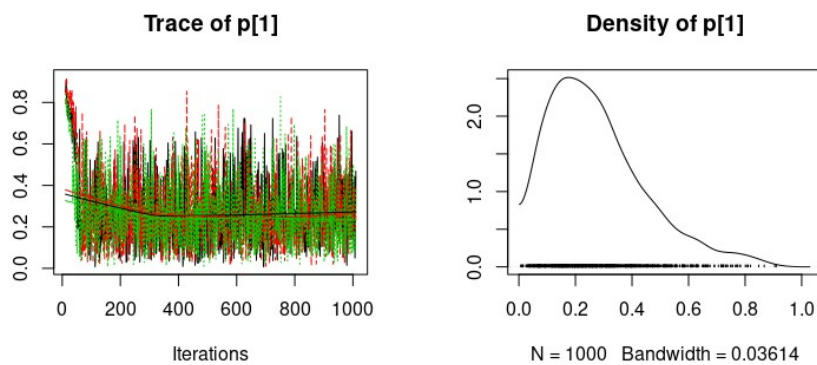 Trace of p[1]
0.8
0.6
0.4
0.2
0.0
0 200 400 600 800 1000
Iterations
Density of p[1]
2.0
1.0
0.0
0.0 0.2 0.4 0.6 0.8 1.0
N = 1000 Bandwidth = 0.03614